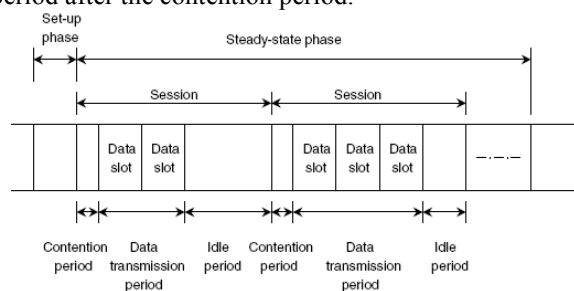 period after the contention period.
Set-up
phase
Steady-state phase
Session
Session
Data
slot
Data
slot
Data
slot
Data
slot
Data
slot
Contention
period
Data
transmission
period
Idle
period
Contention
period
Data
transmission
period
Idle
period